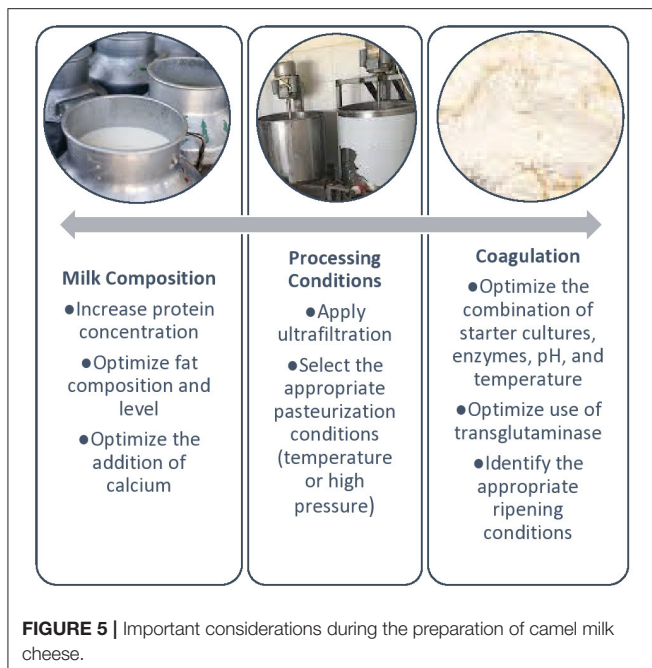 Milk Composition
●Increase protein
concentration
●Optimize fat
composition and
level
●Optimize the
addition of
calcium
Processing
Conditions
●Apply
ultrafiltration
●Select the
appropriate
pasteurization
conditions
(temperature
or high
pressure)
Coagulation
●Optimize the
combination of
starter cultures,
enzymes, pH, and
temperature
●Optimize use of
transglutaminase
●Identify the
appropriate
ripening
conditions
FIGURE 5 | Important considerations during the preparation of camel milk
cheese.